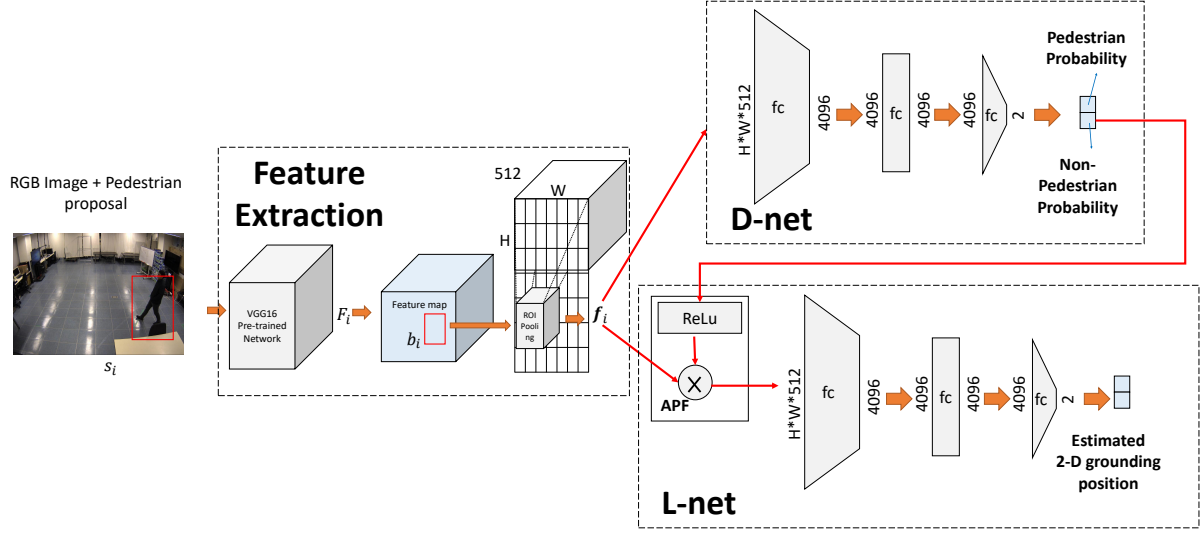 RGB Image + Pedestrian
proposal
s_i
Feature
Extraction
VGG16
Pre-trained
Network
F_i
Feature map
b_i
512
W
H
ROI
Pooli
ng
f_i
H*W*512
fc
4096
4096
fc
4096
4096
fc
2
Pedestrian
Probability
Non-
Pedestrian
Probability
D-net
ReLu
X
APF
H*W*512
fc
4096
4096
fc
4096
4096
fc
2
Estimated
2-D grounding
position
L-net